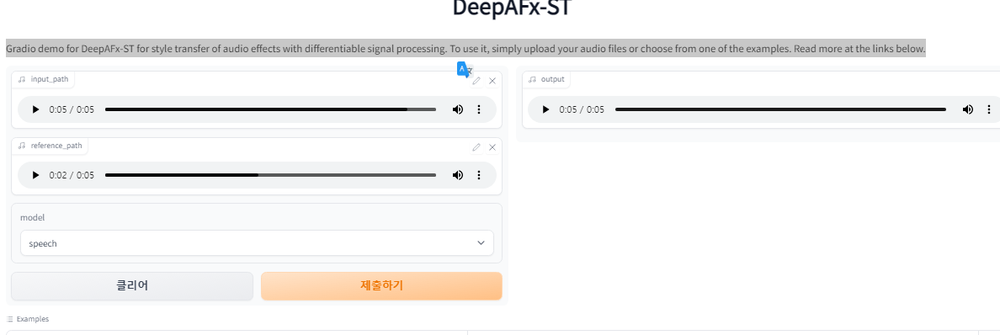 DeepAFx-ST
Gradio demo for DeepAFx-ST for style transfer of audio effects with differentiable signal processing. To use it, simply upload your audio files or choose from one of the examples. Read more at the links below.
input_path
0:05 / 0:05
output
0:05 / 0:05
reference_path
0:02 / 0:05
model
speech
클리어
제출하기
Examples